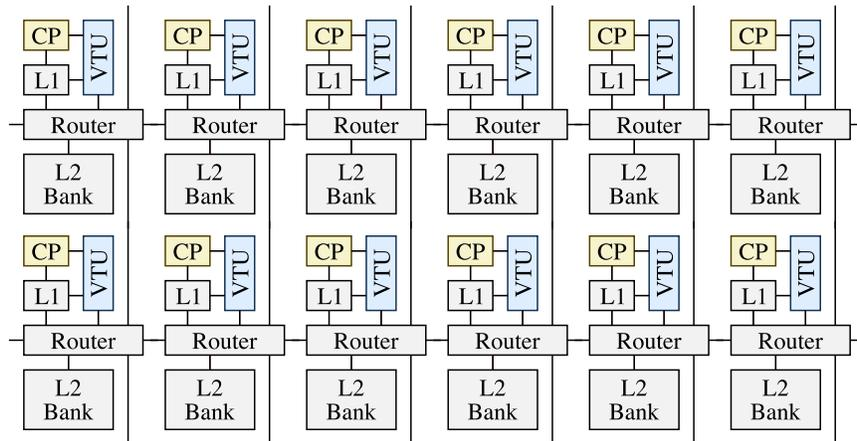 CP VTU CP VTU CP VTU CP VTU CP VTU CP VTU
L1 L1 L1 L1 L1 L1
Router Router Router Router Router Router
L2 L2 L2 L2 L2 L2
Bank Bank Bank Bank Bank Bank
CP VTU CP VTU CP VTU CP VTU CP VTU CP VTU
L1 L1 L1 L1 L1 L1
Router Router Router Router Router Router
L2 L2 L2 L2 L2 L2
Bank Bank Bank Bank Bank Bank